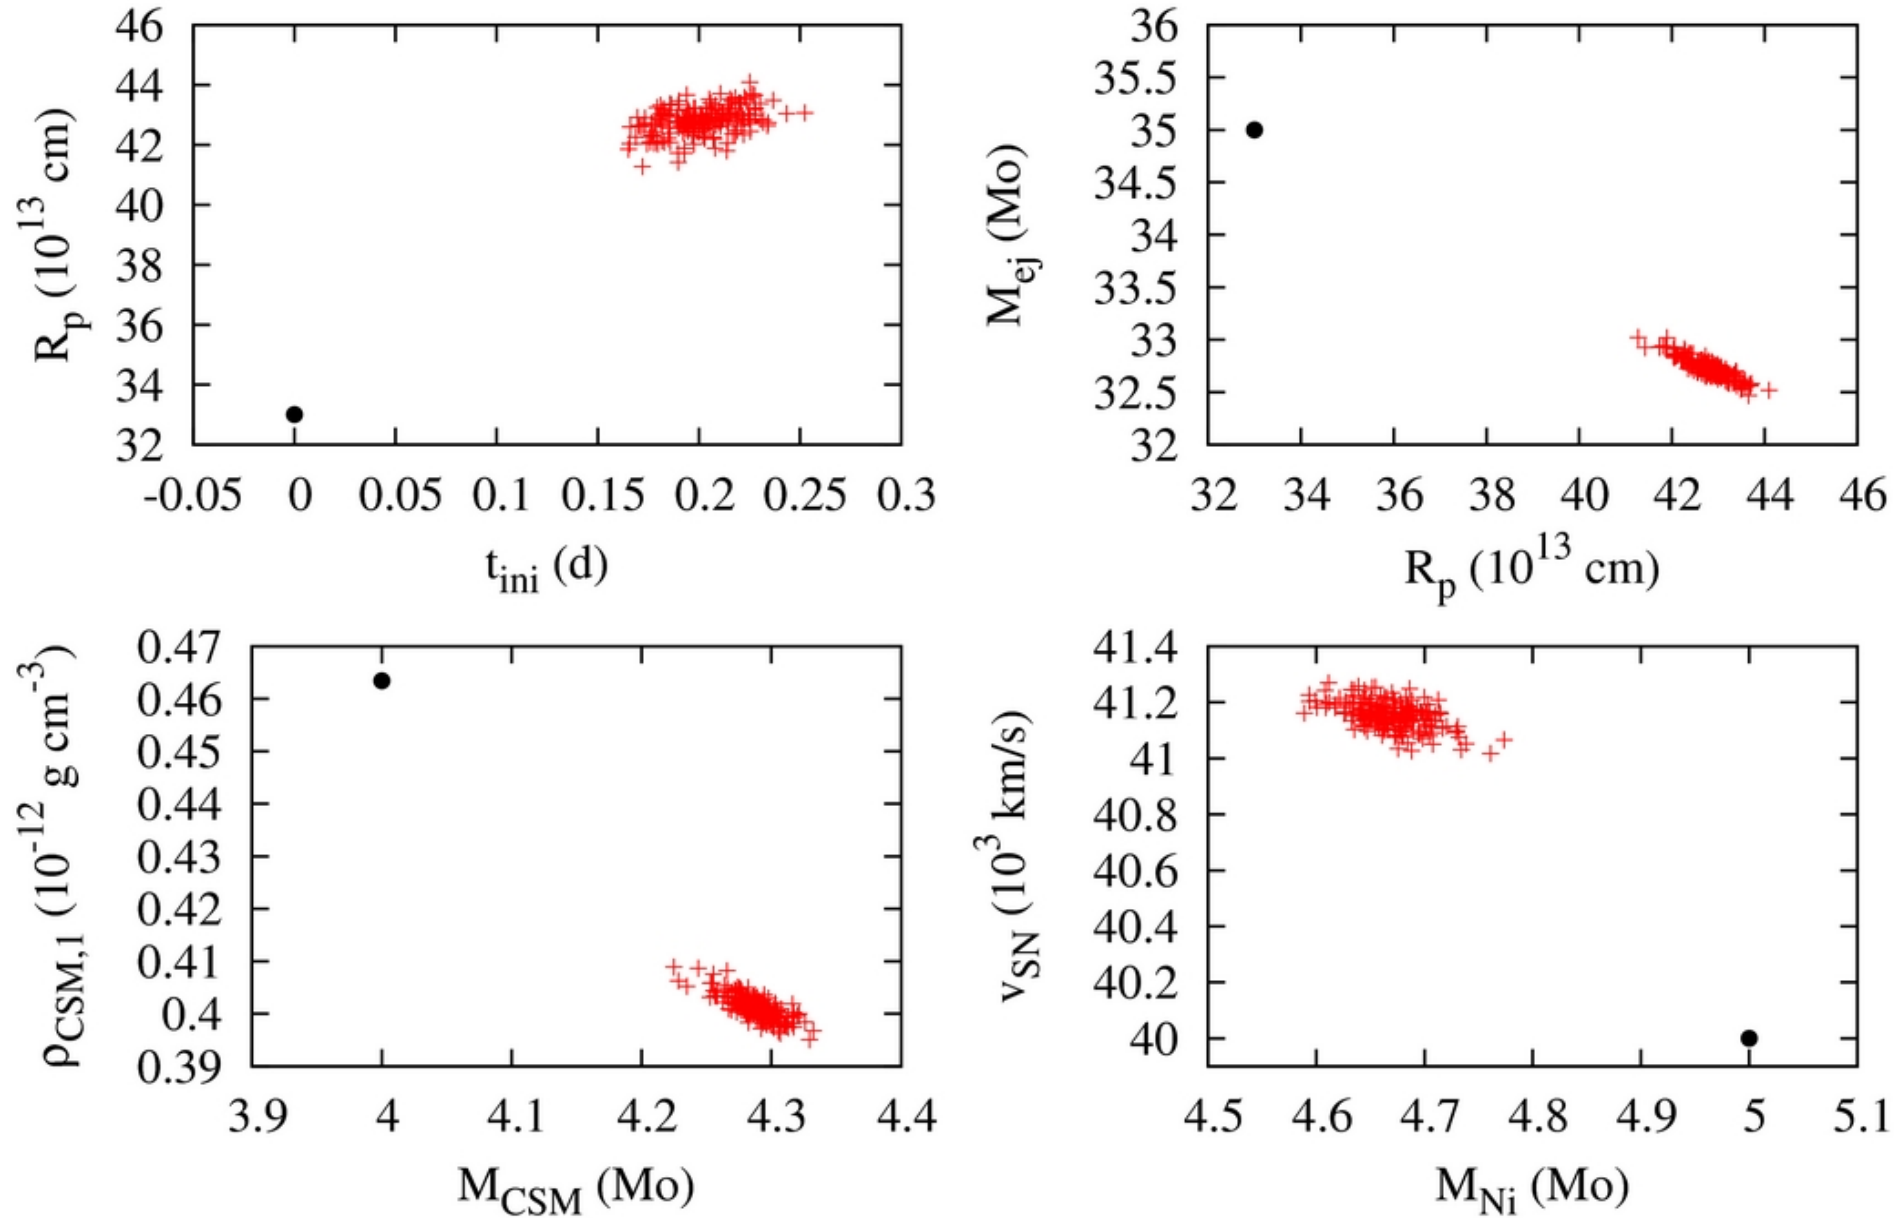 46
44
42
40
38
36
34
32
R_p (10^13 cm)
-0.05 0 0.05 0.1 0.15 0.2 0.25 0.3
t_ini (d)
36
35.5
35
34.5
34
33.5
33
32.5
32
M_ej (Mo)
32 34 36 38 40 42 44 46
R_p (10^13 cm)
0.47
0.46
0.45
0.44
0.43
0.42
0.41
0.4
0.39
ρ_CSM,1 (10^-12 g cm^-3)
3.9 4 4.1 4.2 4.3 4.4
M_CSM (Mo)
41.4
41.2
41
40.8
40.6
40.4
40.2
40
v_SN (10^3 km/s)
4.5 4.6 4.7 4.8 4.9 5 5.1
M_Ni (Mo)